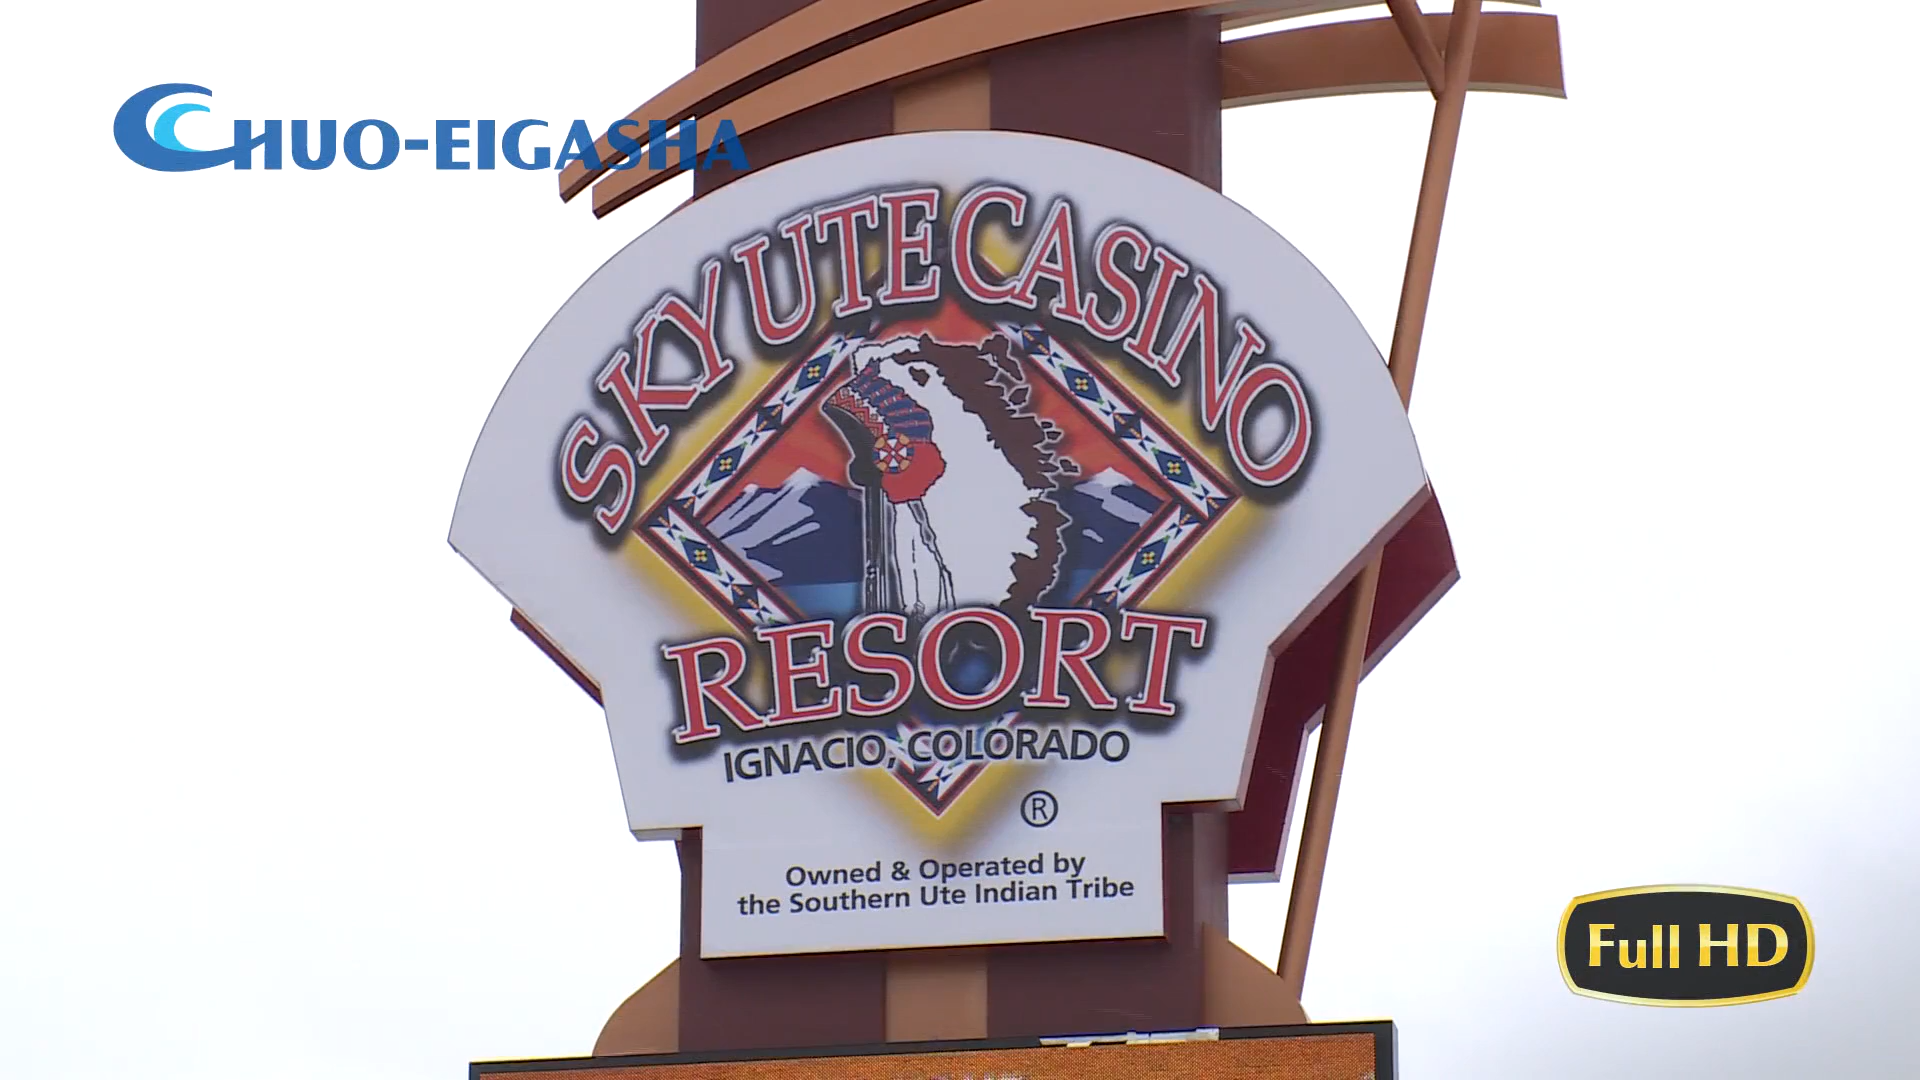 CHUO-EIGASHA
SKY UTE CASINO
RESORT
IGNACIO, COLORADO
®
Owned & Operated by
the Southern Ute Indian Tribe
Full HD